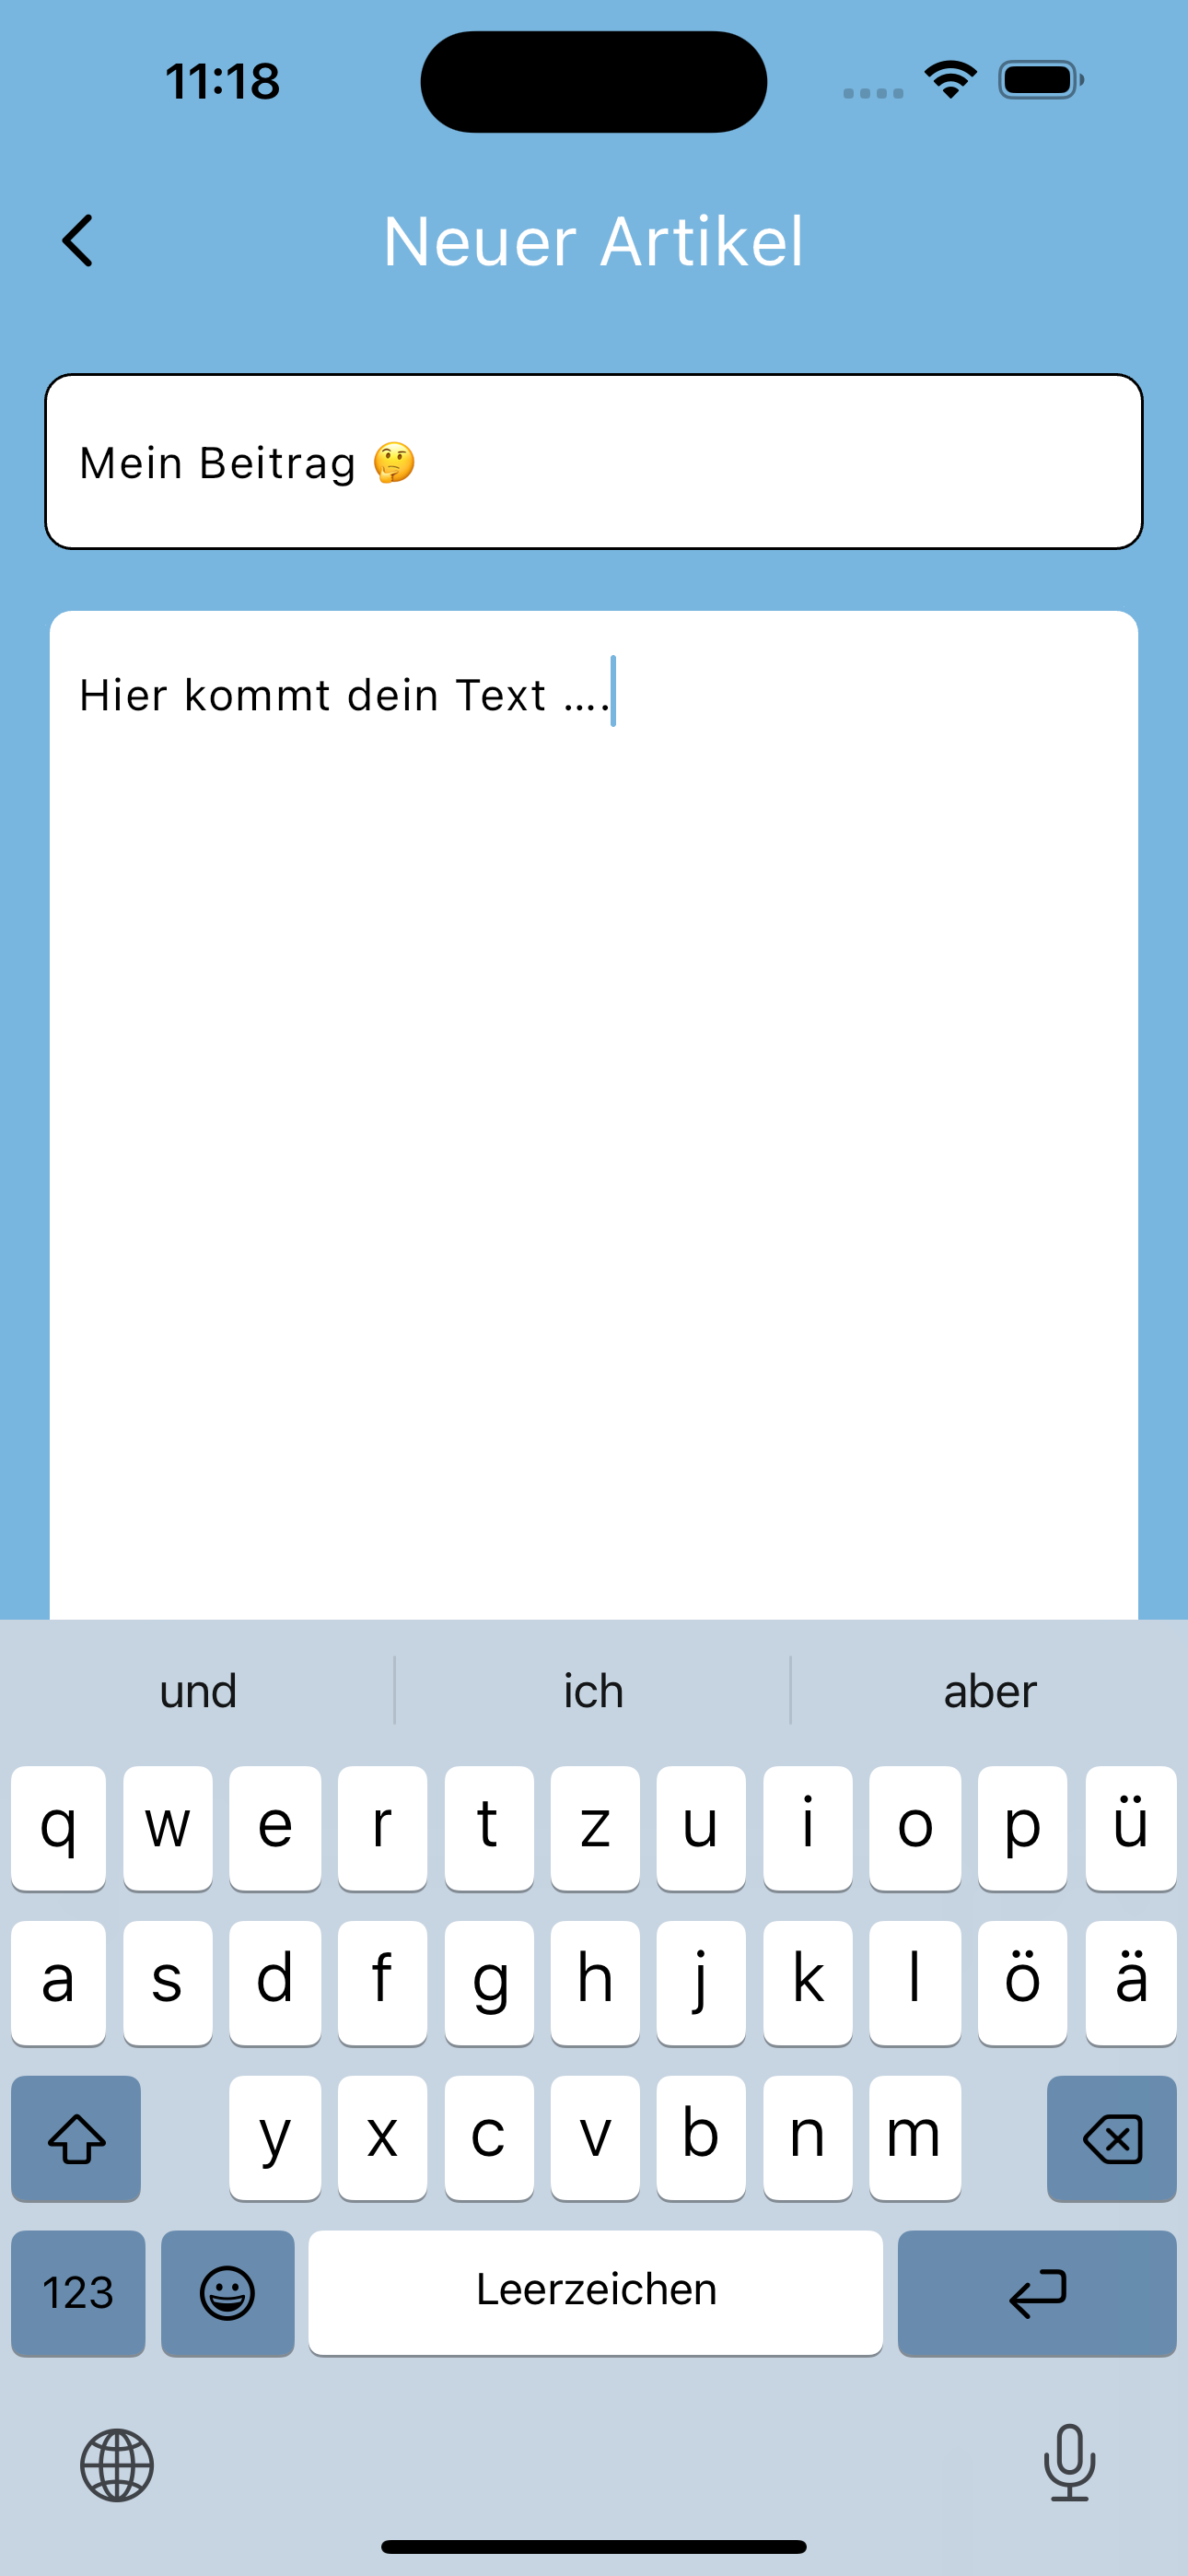 11:18
Neuer Artikel
Mein Beitrag 🤔
Hier kommt dein Text ....
und ich aber
q w e r t z u i o p ü
a s d f g h j k l ö ä
y x c v b n m
123 Leerzeichen